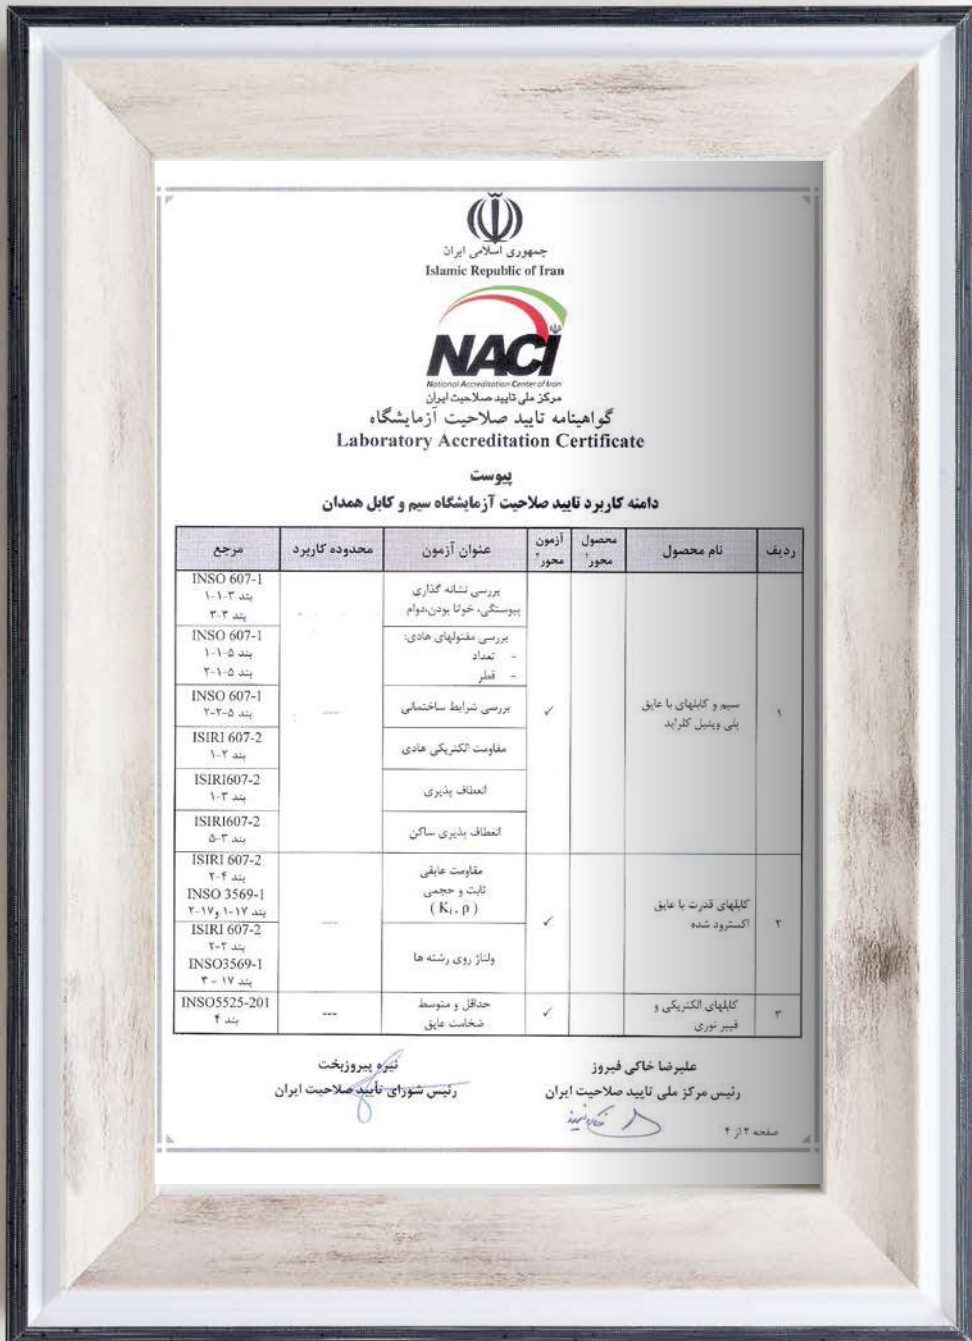 جمهوری اسلامی ایران
Islamic Republic of Iran
NACI
National Accreditation Center of Iran
مرکز ملی تایید صلاحیت ایران
گواهینامه تایید صلاحیت آزمایشگاه
Laboratory Accreditation Certificate
پیوست
دامنه کاربرد تایید صلاحیت آزمایشگاه سیم و کابل همدان
ردیف
نام محصول
محصول محور۱
آزمون محور۲
عنوان آزمون
محدوده کاربرد
مرجع
۱
سیم و کابلهای با عایق
پلی وینیل کلراید
✓
بررسی نشانه گذاری
پیوستگی، خوانا بودن،دوام
INSO 607-1
بند ۳-۱-۱
بند ۳-۳
بررسی مفتولهای هادی:
- تعداد
- قطر
INSO 607-1
بند ۵-۱-۱
بند ۵-۱-۲
بررسی شرایط ساختمانی
---
INSO 607-1
بند ۵-۲-۲
مقاومت الکتریکی هادی
ISIRI 607-2
بند ۲-۱
انعطاف پذیری
ISIRI607-2
بند ۳-۱
انعطاف پذیری ساکن
ISIRI607-2
بند ۳-۵
۲
کابلهای قدرت با عایق
اکسترود شده
✓
مقاومت عایقی
ثابت و حجمی
( Kᵢ , ρ )
---
ISIRI 607-2
بند ۴-۲
INSO 3569-1
بند ۱۷-۱ و۱۷-۲
ولتاژ روی رشته ها
ISIRI 607-2
بند ۲-۲
INSO3569-1
بند ۱۷ - ۳
۳
کابلهای الکتریکی و
فیبر نوری
✓
حداقل و متوسط
ضخامت عایق
---
INSO5525-201
بند ۴
علیرضا خاکی فیروز
رئیس مرکز ملی تایید صلاحیت ایران
نیره پیروزبخت
رئیس شورای تأیید صلاحیت ایران